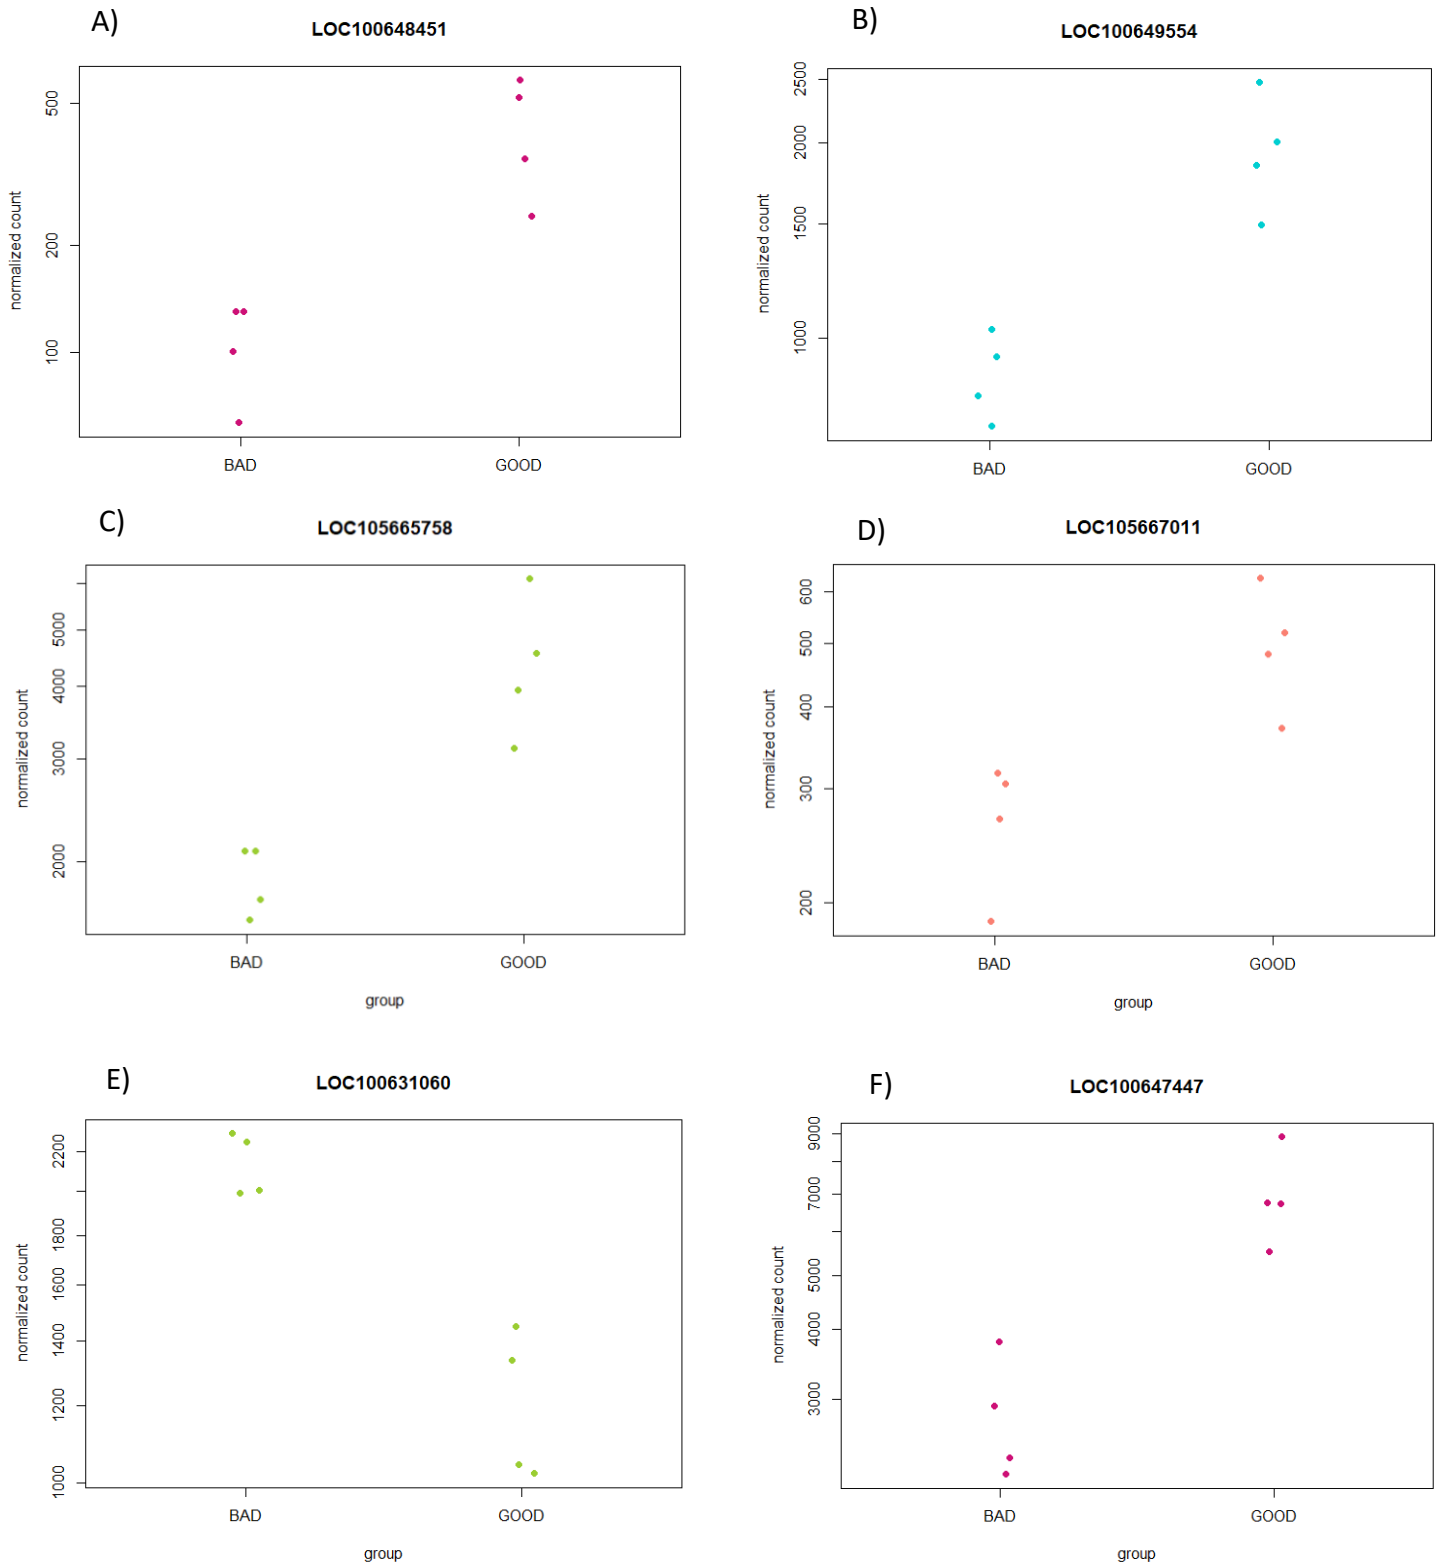 A)
LOC100648451
normalized count
500
200
100
BAD GOOD
B)
LOC100649554
normalized count
2500
2000
1500
1000
BAD GOOD
C)
LOC105665758
normalized count
5000
4000
3000
2000
BAD GOOD
group
D)
LOC105667011
normalized count
600
500
400
300
200
BAD GOOD
group
E)
LOC100631060
normalized count
2200
1800
1600
1400
1200
1000
BAD GOOD
group
F)
LOC100647447
normalized count
9000
7000
5000
4000
3000
BAD GOOD
group